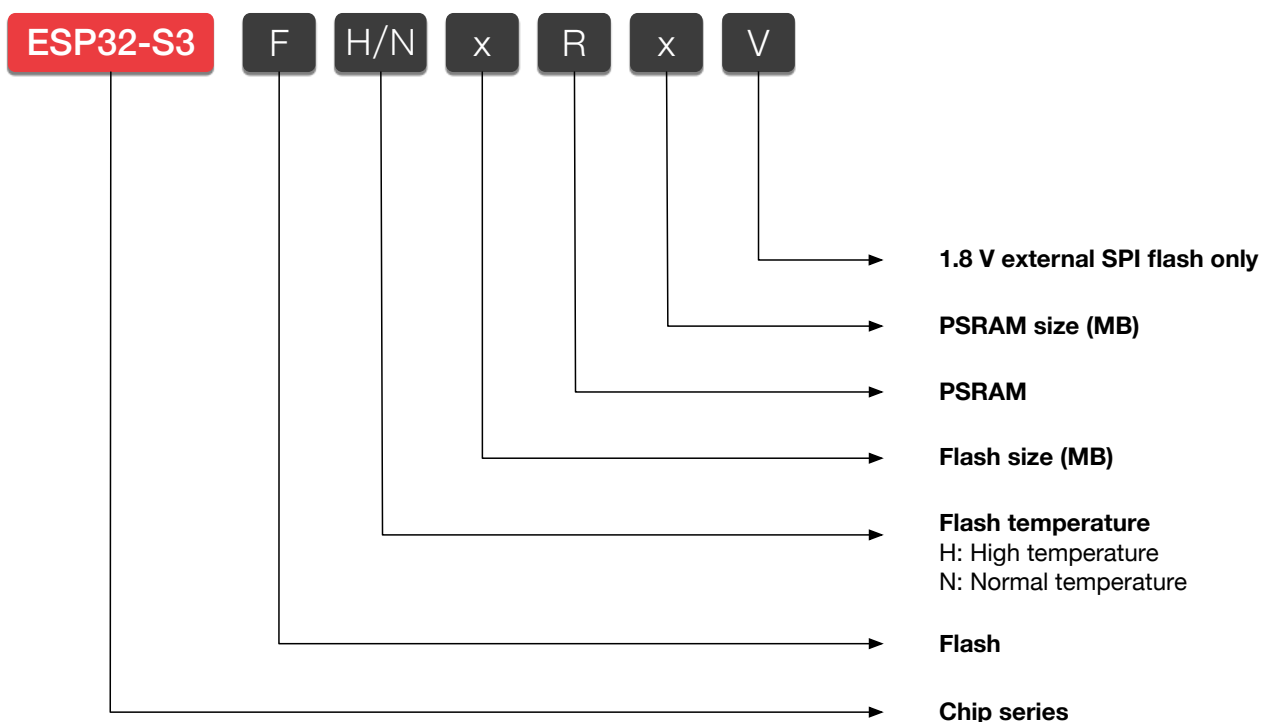 ESP32-S3 F H/N x R x V
1.8 V external SPI flash only
PSRAM size (MB)
PSRAM
Flash size (MB)
Flash temperature
H: High temperature
N: Normal temperature
Flash
Chip series